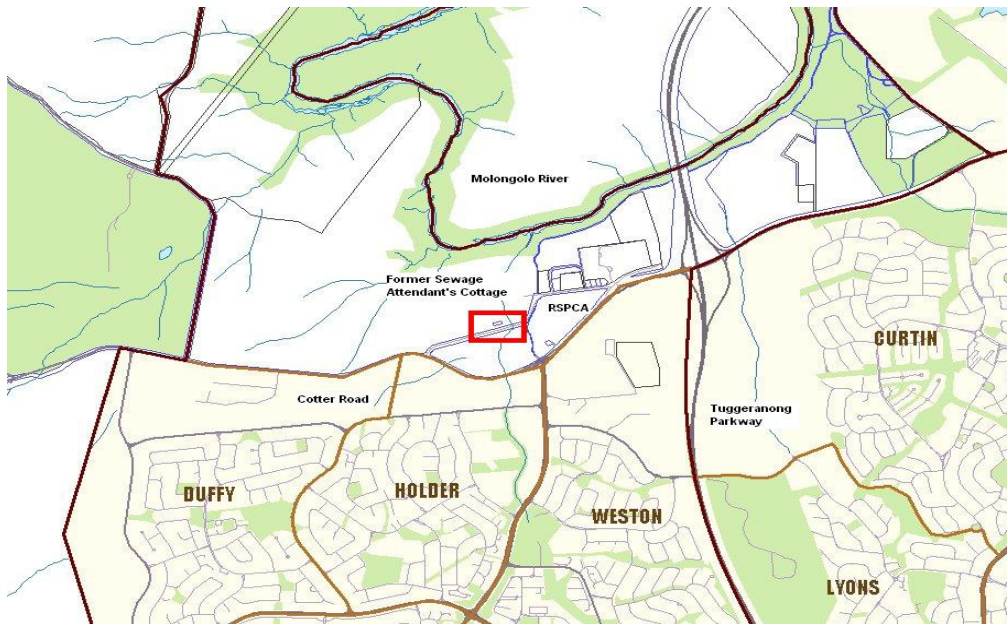 Molongolo River
Former Sewage
Attendant's Cottage
RSPCA
CURTIN
Cotter Road
Tuggeranong
Parkway
DUFFY
HOLDER
WESTON
LYONS